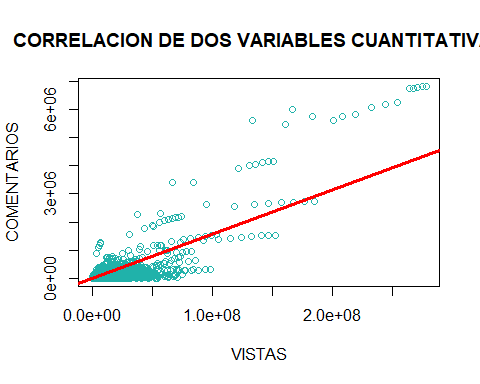 CORRELACION DE DOS VARIABLES CUANTITATIV
COMENTARIOS
6e+06
3e+06
0e+00
0.0e+00 1.0e+08 2.0e+08
VISTAS